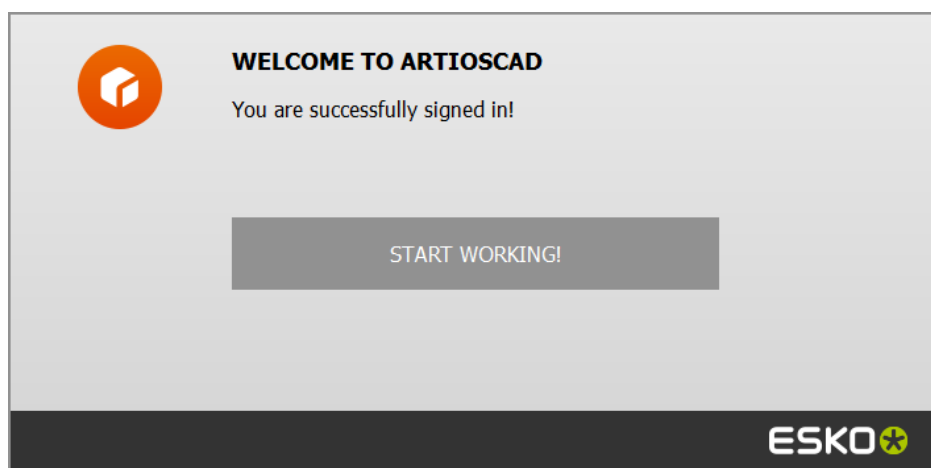 WELCOME TO ARTIOSCAD
You are successfully signed in!
START WORKING!
ESKO